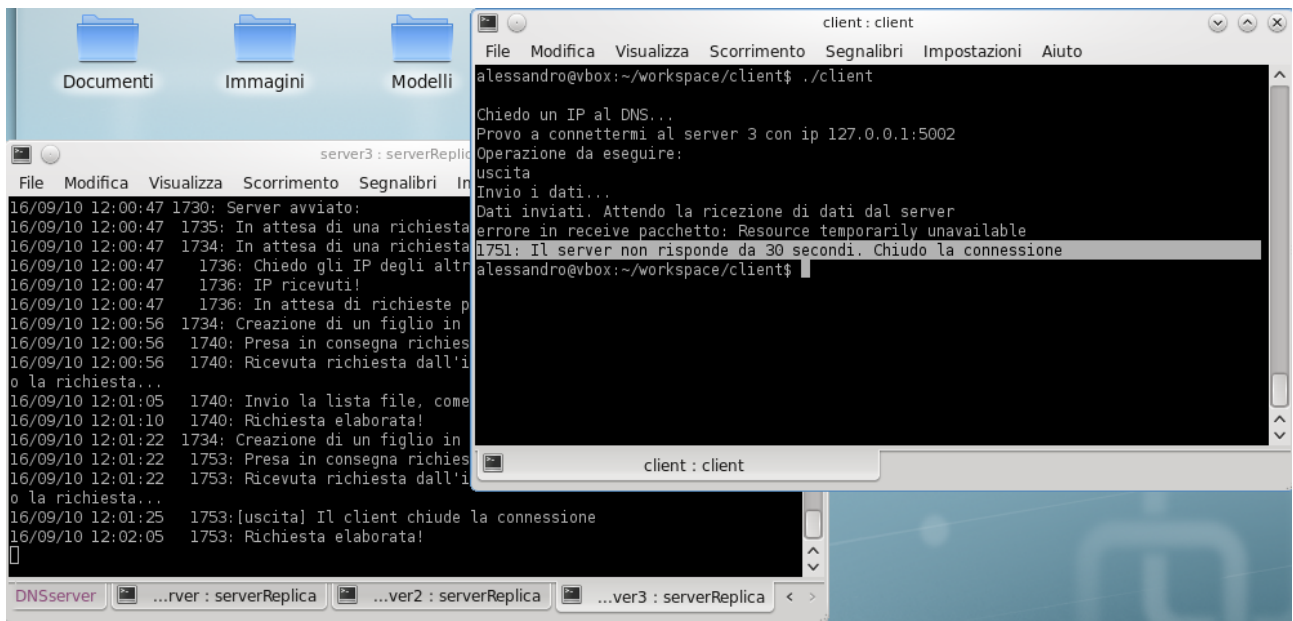 Documenti
Immagini
Modelli
server3 : serverReplic
File Modifica Visualizza Scorrimento Segnalibri
16/09/10 12:00:47 1730: Server avviato:
16/09/10 12:00:47 1735: In attesa di una richiesta
16/09/10 12:00:47 1734: In attesa di una richiesta
16/09/10 12:00:47 1736: Chiedo gli IP degli altr
16/09/10 12:00:47 1736: IP ricevuti!
16/09/10 12:00:47 1736: In attesa di richieste p
16/09/10 12:00:56 1734: Creazione di un figlio in
16/09/10 12:00:56 1740: Presa in consegna richies
16/09/10 12:00:56 1740: Ricevuta richiesta dall'i
o la richiesta...
16/09/10 12:01:05 1740: Invio la lista file, come
16/09/10 12:01:10 1740: Richiesta elaborata!
16/09/10 12:01:22 1734: Creazione di un figlio in
16/09/10 12:01:22 1753: Presa in consegna richies
16/09/10 12:01:22 1753: Ricevuta richiesta dall'i
o la richiesta...
16/09/10 12:01:25 1753:[uscita] Il client chiude la connessione
16/09/10 12:02:05 1753: Richiesta elaborata!
DNSserver ...rver : serverReplica ...ver2 : serverReplica ...ver3 : serverReplica
client : client
File Modifica Visualizza Scorrimento Segnalibri Impostazioni Aiuto
alessandro@vbox:~/workspace/client$ ./client
Chiedo un IP al DNS...
Provo a connettermi al server 3 con ip 127.0.0.1:5002
Operazione da eseguire:
uscita
Invio i dati...
Dati inviati. Attendo la ricezione di dati dal server
errore in receive pacchetto: Resource temporarily unavailable
1751: Il server non risponde da 30 secondi. Chiudo la connessione
alessandro@vbox:~/workspace/client$
client : client